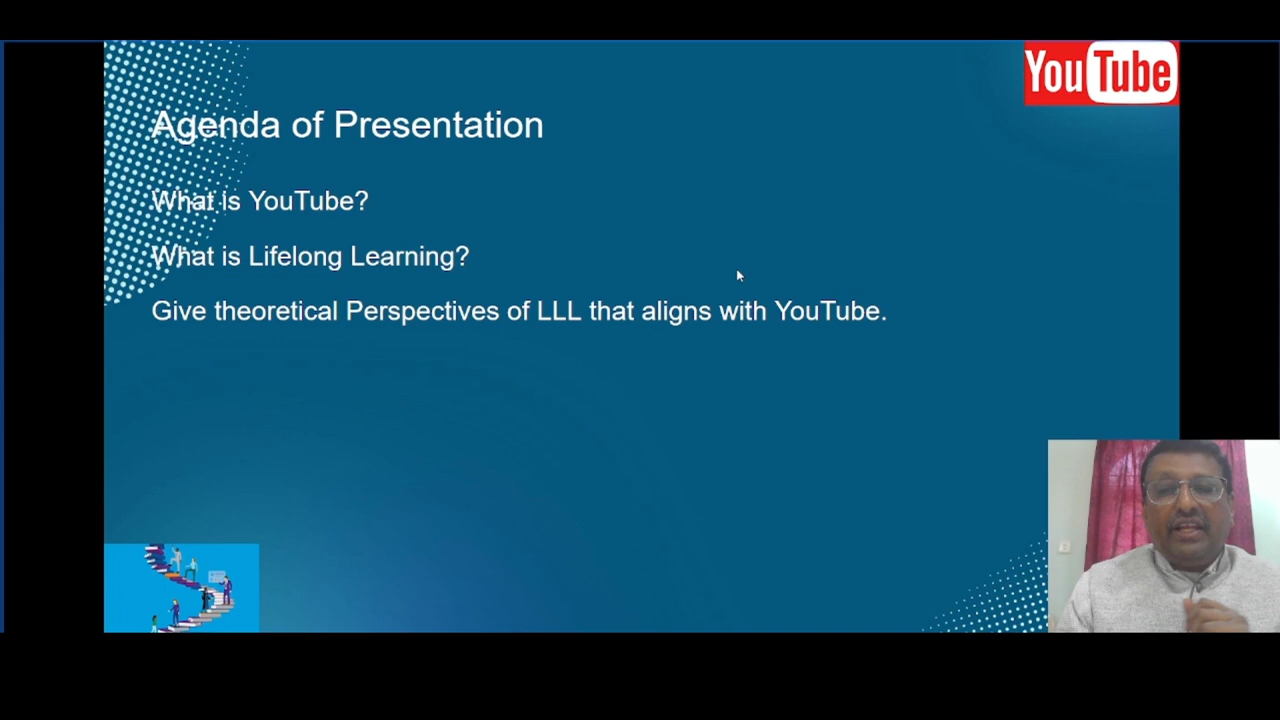 YouTube
Agenda of Presentation
What is YouTube?
What is Lifelong Learning?
Give theoretical Perspectives of LLL that aligns with YouTube.